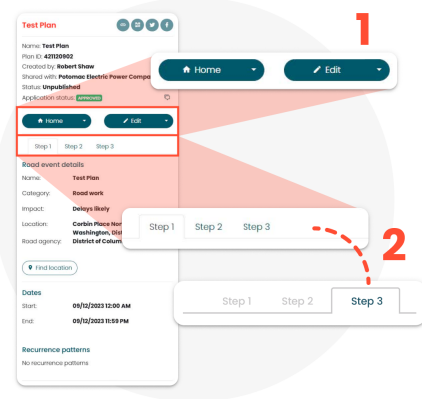 Test Plan
Name: Test Plan
Plan ID: 421120902
Created by: Robert Shaw
Shared with: Potomac Electric Power Compa
Status: Unpublished
Application status: APPROVED
Home
Edit
Step 1 Step 2 Step 3
Road event details
Name: Test Plan
Category: Road work
Impact: Delays likely
Location: Corbin Place Nor
Washington, Dist
Road agency: District of Colum
Find location
Dates
Start: 09/12/2023 12:00 AM
End: 09/12/2023 11:59 PM
Recurrence patterns
No recurrence patterns
1
Home
Edit
Step 1 Step 2 Step 3
2
Step 1 Step 2 Step 3